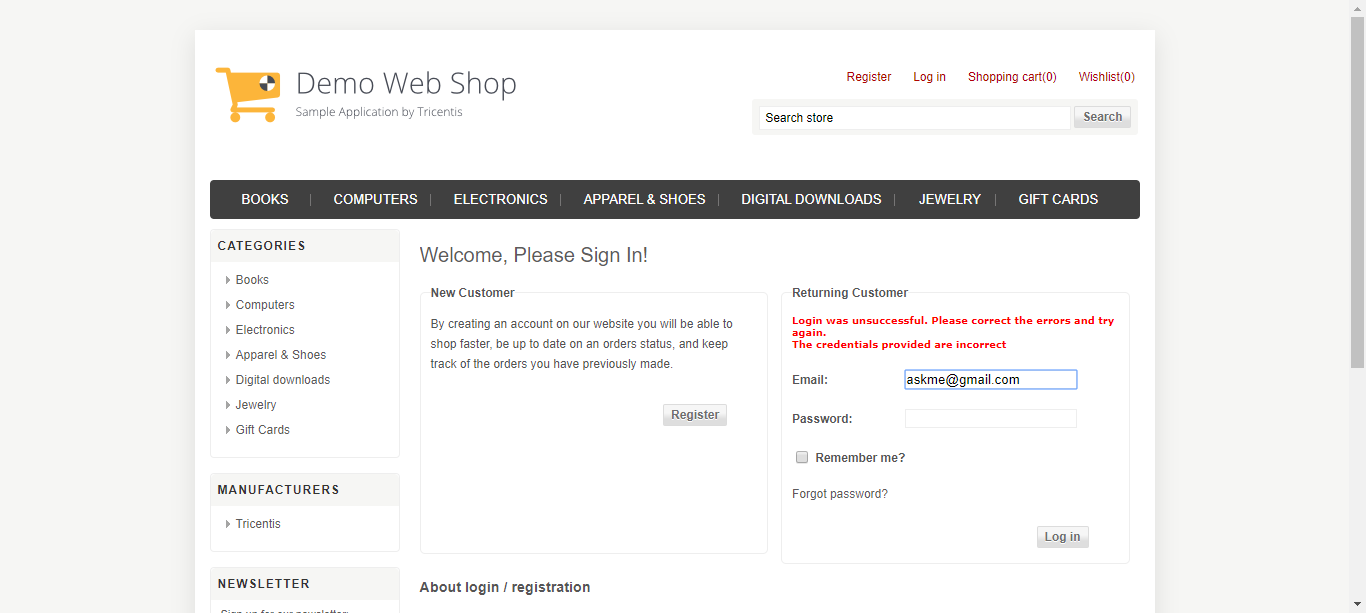 Demo Web Shop
Sample Application by Tricentis
Register Log in Shopping cart(0) Wishlist(0)
Search store Search
BOOKS COMPUTERS ELECTRONICS APPAREL & SHOES DIGITAL DOWNLOADS JEWELRY GIFT CARDS
CATEGORIES
Books
Computers
Electronics
Apparel & Shoes
Digital downloads
Jewelry
Gift Cards
MANUFACTURERS
Tricentis
NEWSLETTER
Sign up for our newsletter:
Welcome, Please Sign In!
New Customer
By creating an account on our website you will be able to
shop faster, be up to date on an orders status, and keep
track of the orders you have previously made.
Register
Returning Customer
Login was unsuccessful. Please correct the errors and try
again.
The credentials provided are incorrect
Email: askme@gmail.com
Password:
Remember me?
Forgot password?
Log in
About login / registration